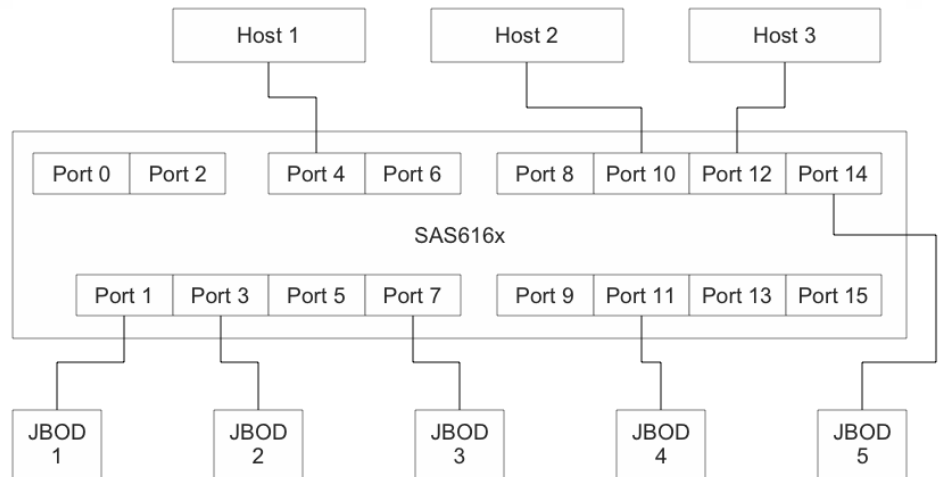 Host 1
Host 2
Host 3
Port 0
Port 2
Port 4
Port 6
Port 8
Port 10
Port 12
Port 14
SAS616x
Port 1
Port 3
Port 5
Port 7
Port 9
Port 11
Port 13
Port 15
JBOD
1
JBOD
2
JBOD
3
JBOD
4
JBOD
5